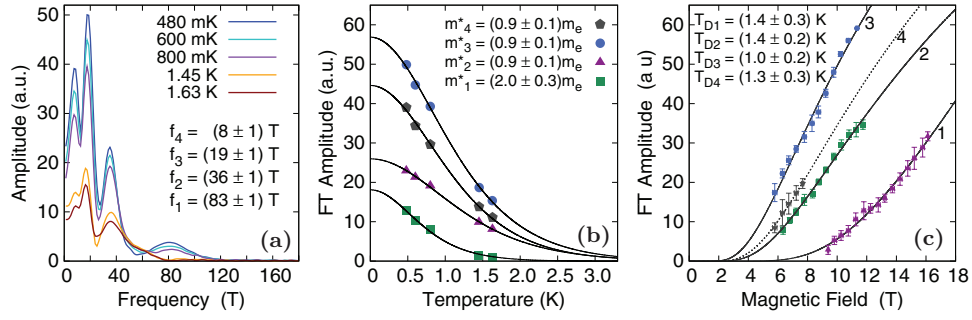 480 mK
600 mK
800 mK
1.45 K
1.63 K
f4 = (8 ± 1) T
f3 = (19 ± 1) T
f2 = (36 ± 1) T
f1 = (83 ± 1) T
(a)
Amplitude (a.u.)
50
40
30
20
10
0
0 40 80 120 160
Frequency (T)
m*4 = (0.9 ± 0.1)me
m*3 = (0.9 ± 0.1)me
m*2 = (0.9 ± 0.1)me
m*1 = (2.0 ± 0.3)me
(b)
FT Amplitude (a.u.)
60
50
40
30
20
10
0
0.0 0.5 1.0 1.5 2.0 2.5 3.0
Temperature (K)
TD1 = (1.4 ± 0.3) K
TD2 = (1.4 ± 0.2) K
TD3 = (1.0 ± 0.2) K
TD4 = (1.3 ± 0.3) K
3
4
2
1
(c)
FT Amplitude (a u)
60
50
40
30
20
10
0
0 2 4 6 8 10 12 14 16 18
Magnetic Field (T)